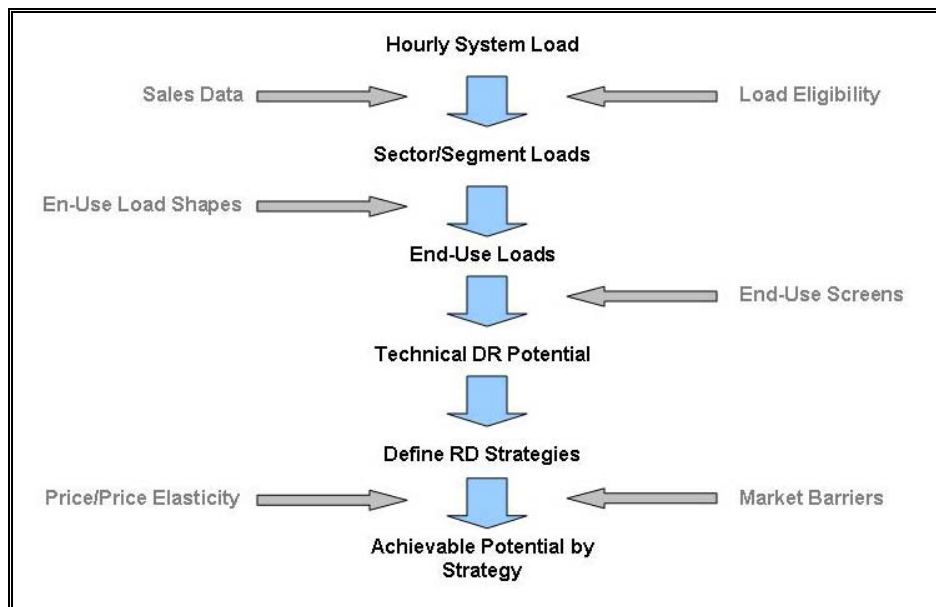 Hourly System Load
Sales Data
Load Eligibility
Sector/Segment Loads
En-Use Load Shapes
End-Use Loads
End-Use Screens
Technical DR Potential
Define RD Strategies
Price/Price Elasticity
Market Barriers
Achievable Potential by
Strategy